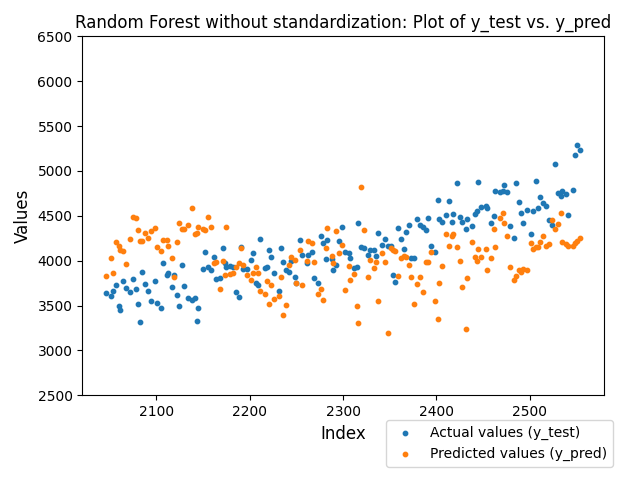 Random Forest without standardization: Plot of y_test vs. y_pred
6500
6000
5500
5000
4500
4000
3500
3000
2500
Values
2100
2200
2300
2400
2500
Index
Actual values (y_test)
Predicted values (y_pred)